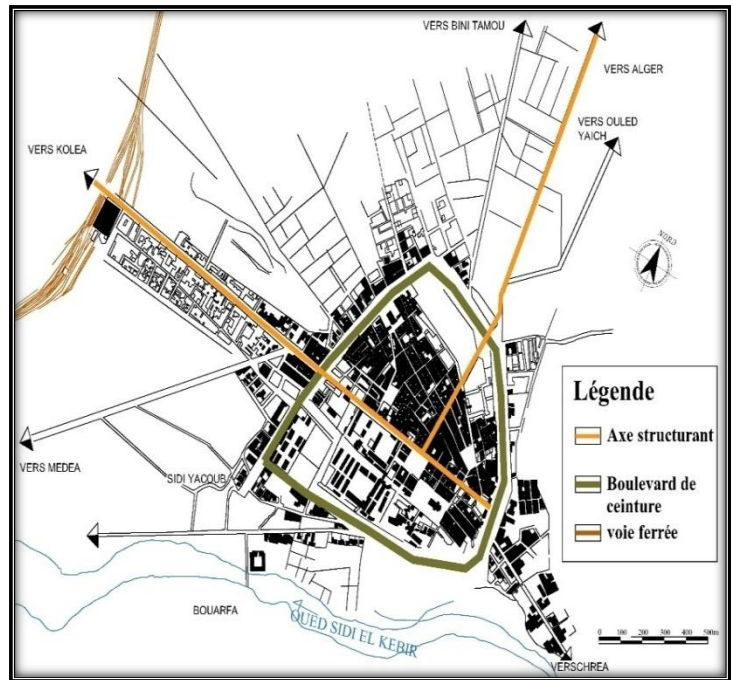 VERS BINI TAMOU
VERS ALGER
VERS OULED
YAICH
VERS KOLEA
NORD
Légende
Axe structurant
Boulevard de
ceinture
voie ferrée
VERS MEDEA
SIDI YACOUB
BOUARFA
OUED SIDI EL KEBIR
0 100 200 300 400 500m
VERSCHREA